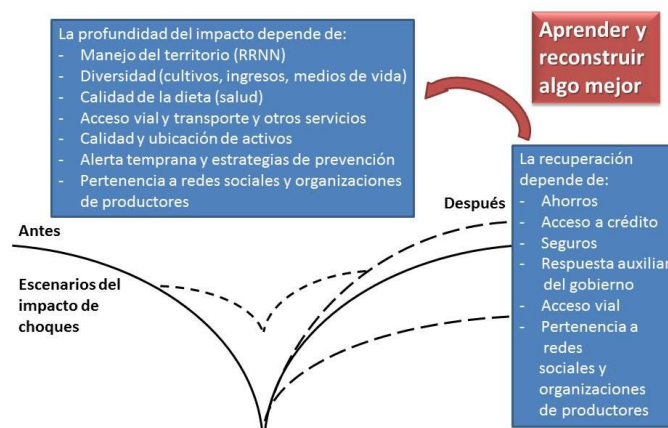 La profundidad del impacto depende de:
- Manejo del territorio (RRNN)
- Diversidad (cultivos, ingresos, medios de vida)
- Calidad de la dieta (salud)
- Acceso vial y transporte y otros servicios
- Calidad y ubicación de activos
- Alerta temprana y estrategias de prevención
- Pertenencia a redes sociales y organizaciones
de productores
Aprender y
reconstruir
algo mejor
La recuperación
depende de:
- Ahorros
- Acceso a crédito
- Seguros
- Respuesta auxiliar
del gobierno
- Acceso vial
- Pertenencia a
redes
sociales y
organizaciones
de productores
Antes
Después
Escenarios del
impacto de
choques